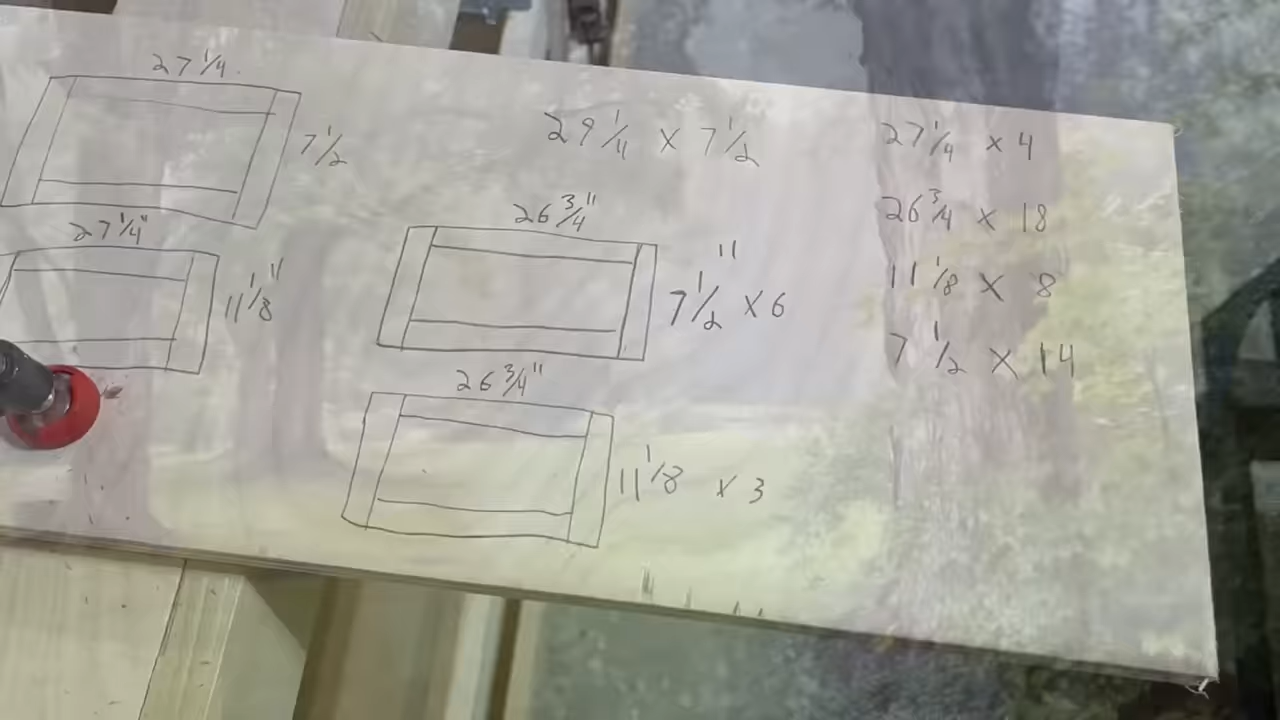 27 1/4
7 1/2
27 1/4"
11 1/8"
29 1/4 x 7 1/2
26 3/4"
7 1/2" x 6
26 3/4"
11 1/8 x 3
27 1/4 x 4
26 3/4 x 18
11 1/8 x 8
7 1/2 x 14